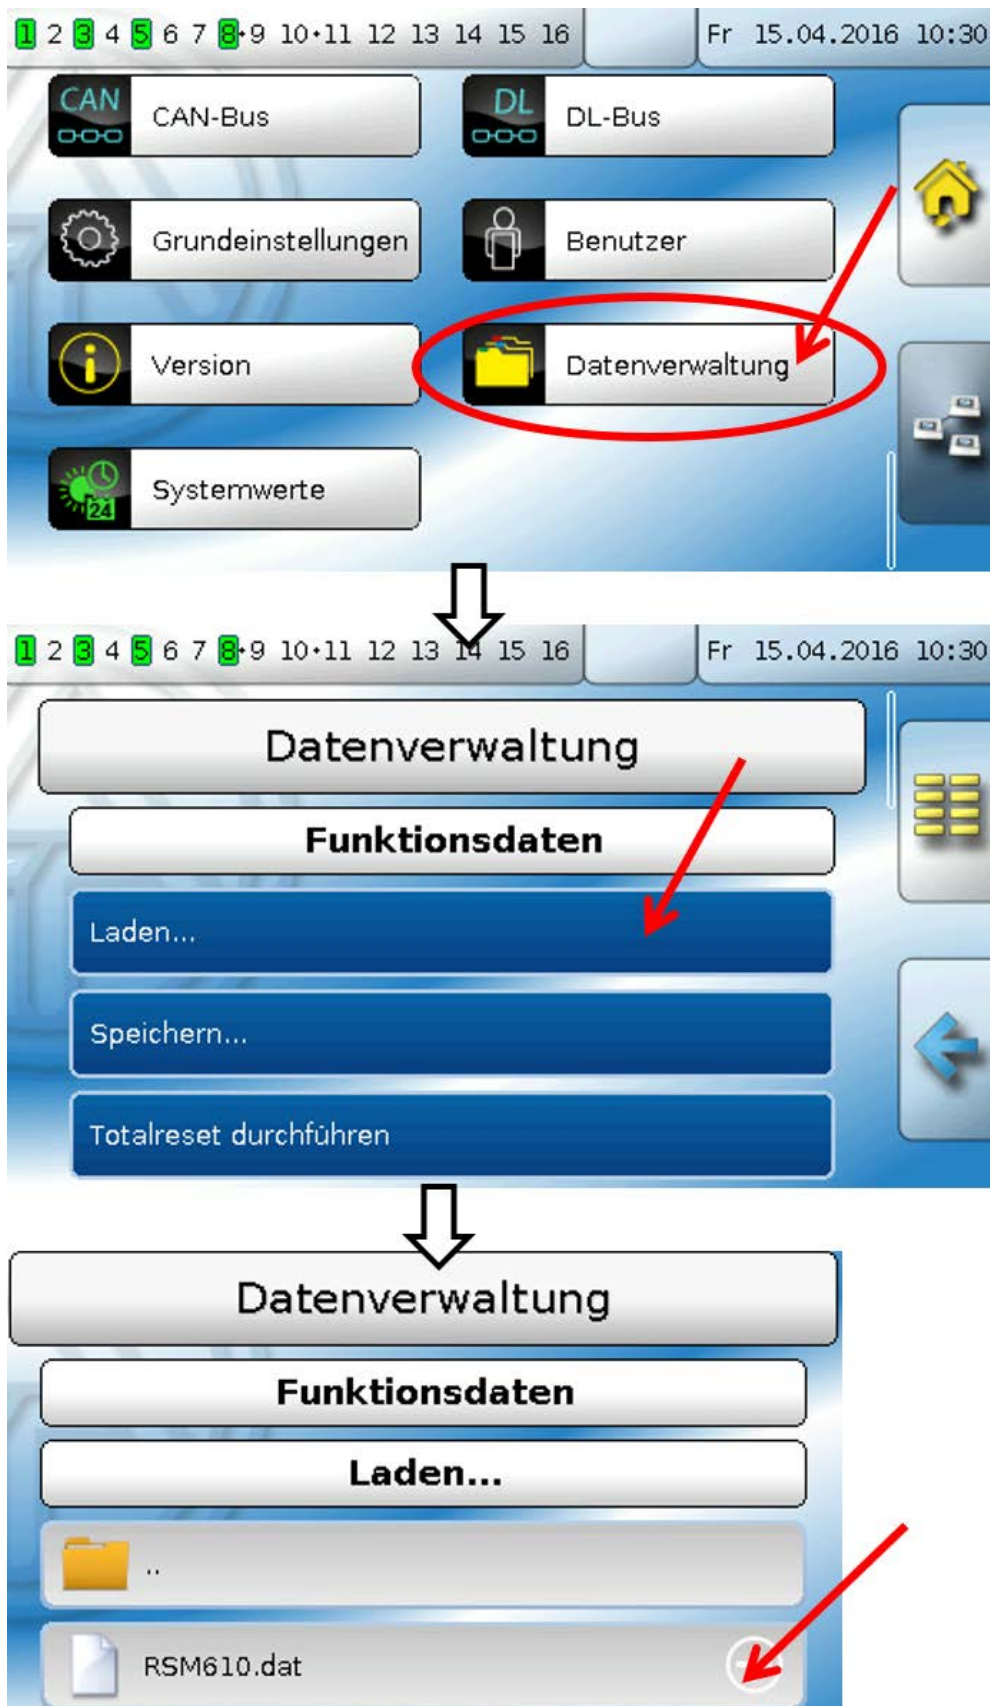 1 2 3 4 5 6 7 8·9 10·11 12 13 14 15 16 Fr 15.04.2016 10:30
CAN CAN-Bus DL DL-Bus
Grundeinstellungen Benutzer
i Version Datenverwaltung
24 Systemwerte
1 2 3 4 5 6 7 8·9 10·11 12 13 14 15 16 Fr 15.04.2016 10:30
Datenverwaltung
Funktionsdaten
Laden...
Speichern...
Totalreset durchführen
Datenverwaltung
Funktionsdaten
Laden...
..
RSM610.dat